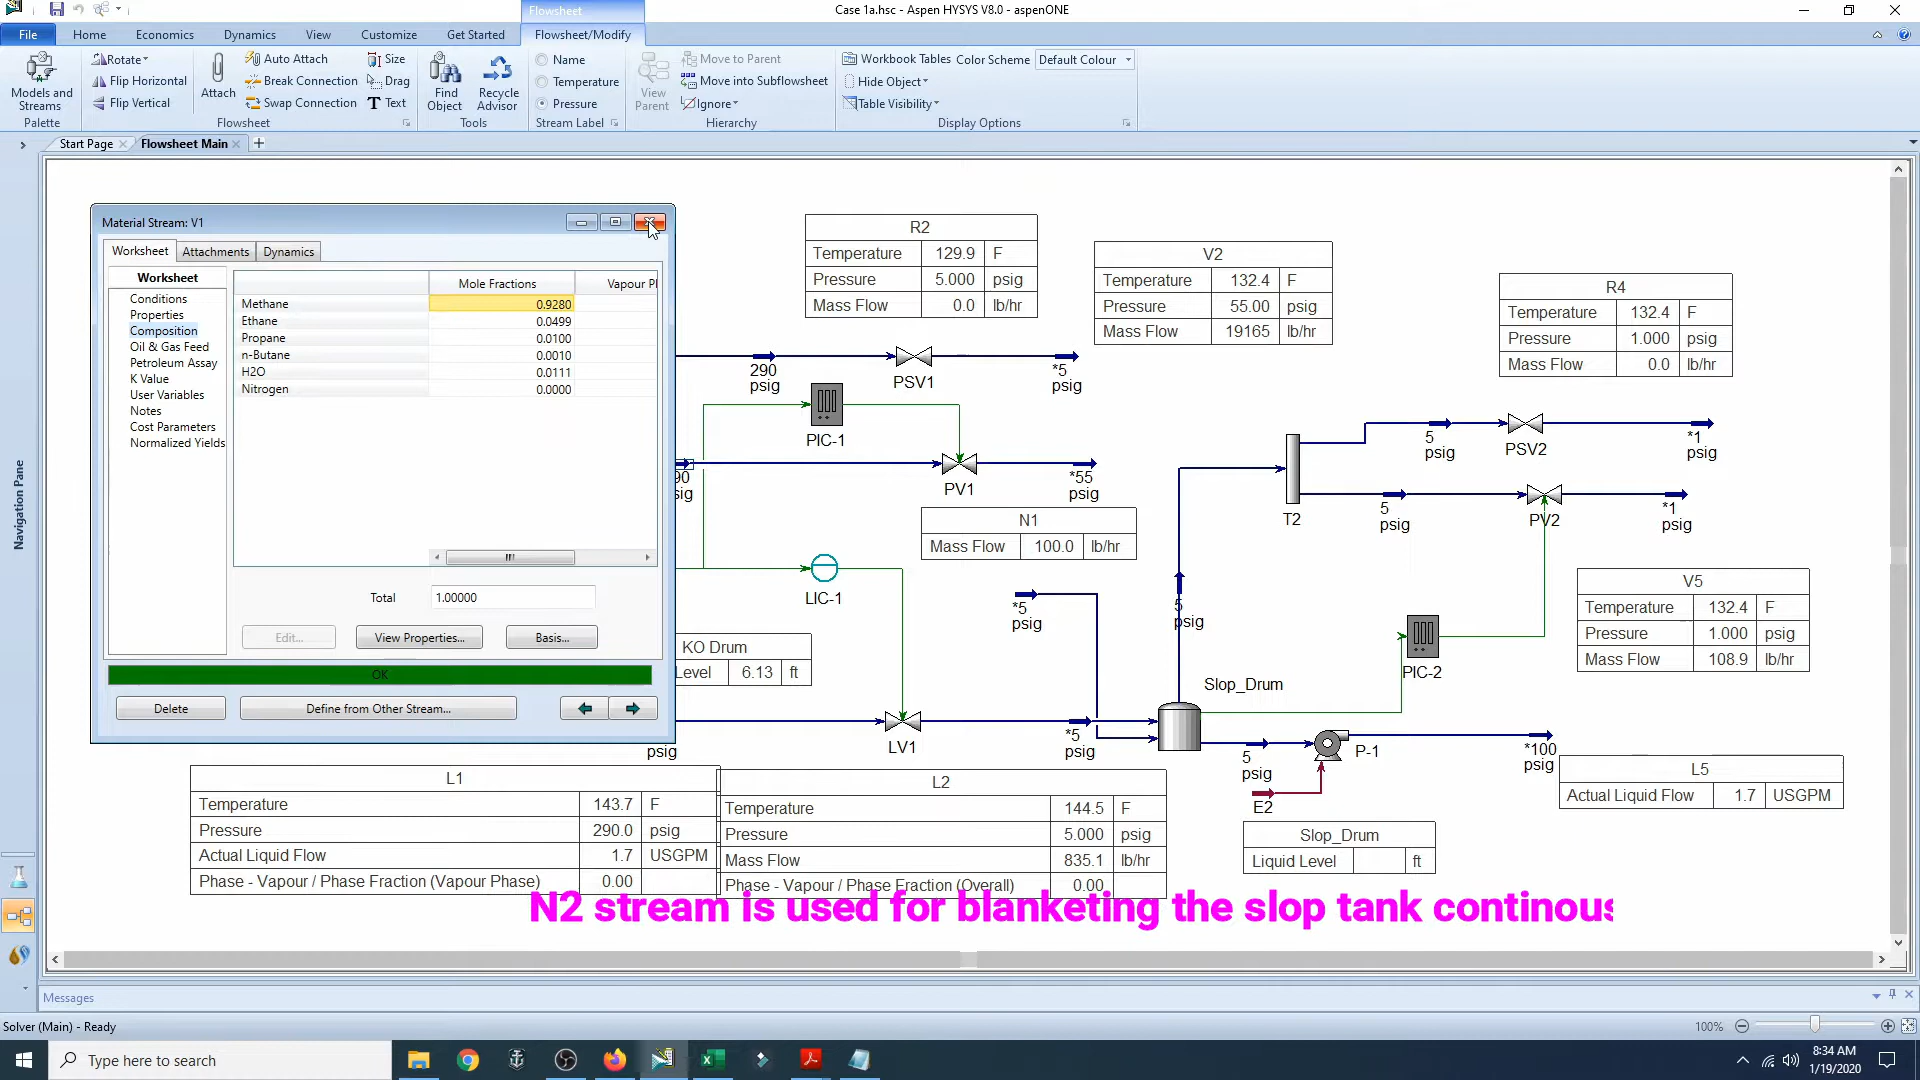 Flowsheet
Case 1a.hsc - Aspen HYSYS V8.0 - aspenONE
File
Home
Economics
Dynamics
View
Customize
Get Started
Flowsheet/Modify
Models and Streams
Palette
Rotate
Flip Horizontal
Flip Vertical
Attach
Auto Attach
Break Connection
Swap Connection
Size
Drag
Text
Flowsheet
Find Object
Recycle Advisor
Tools
Name
Temperature
Pressure
Stream Label
View Parent
Move to Parent
Move into Subflowsheet
Ignore
Hierarchy
Workbook Tables
Color Scheme
Default Colour
Hide Object
Table Visibility
Display Options
Start Page
Flowsheet Main
Navigation Pane
Material Stream: V1
Worksheet
Attachments
Dynamics
Worksheet
Conditions
Properties
Composition
Oil & Gas Feed
Petroleum Assay
K Value
User Variables
Notes
Cost Parameters
Normalized Yields
Mole Fractions
Vapour Pl
Methane 0.9280
Ethane 0.0499
Propane 0.0100
n-Butane 0.0010
H2O 0.0111
Nitrogen 0.0000
Total 1.00000
Edit...
View Properties...
Basis...
OK
Delete
Define from Other Stream...
R2
Temperature 129.9 F
Pressure 5.000 psig
Mass Flow 0.0 lb/hr
V2
Temperature 132.4 F
Pressure 55.00 psig
Mass Flow 19165 lb/hr
R4
Temperature 132.4 F
Pressure 1.000 psig
Mass Flow 0.0 lb/hr
290 psig
PSV1
*5 psig
PIC-1
90
sig
PV1
*55 psig
N1
Mass Flow 100.0 lb/hr
LIC-1
*5 psig
5 psig
T2
5 psig
PSV2
*1 psig
5 psig
PV2
*1 psig
V5
Temperature 132.4 F
Pressure 1.000 psig
Mass Flow 108.9 lb/hr
PIC-2
KO Drum
Level 6.13 ft
Slop_Drum
psig
LV1
*5 psig
5 psig
P-1
*100 psig
E2
L5
Actual Liquid Flow 1.7 USGPM
Slop_Drum
Liquid Level ft
L1
Temperature 143.7 F
Pressure 290.0 psig
Actual Liquid Flow 1.7 USGPM
Phase - Vapour / Phase Fraction (Vapour Phase) 0.00
L2
Temperature 144.5 F
Pressure 5.000 psig
Mass Flow 835.1 lb/hr
Phase - Vapour / Phase Fraction (Overall) 0.00
N2 stream is used for blanketing the slop tank continous
Messages
Solver (Main) - Ready
100%
Type here to search
8:34 AM
1/19/2020